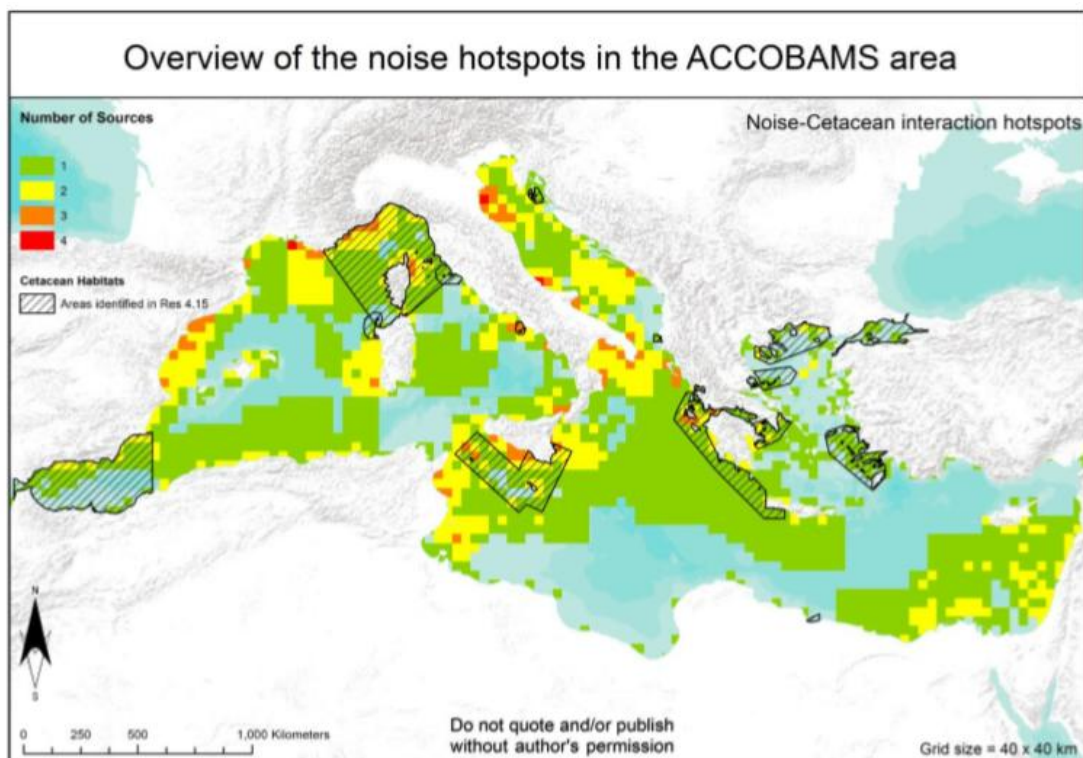 Overview of the noise hotspots in the ACCOBAMS area
Number of Sources
Noise-Cetacean interaction hotspots
1
2
3
4
Cetacean Habitats
Areas identified in Res 4.15
N
S
0 250 500 1,000 Kilometers
Do not quote and/or publish
without author's permission
Grid size = 40 x 40 km